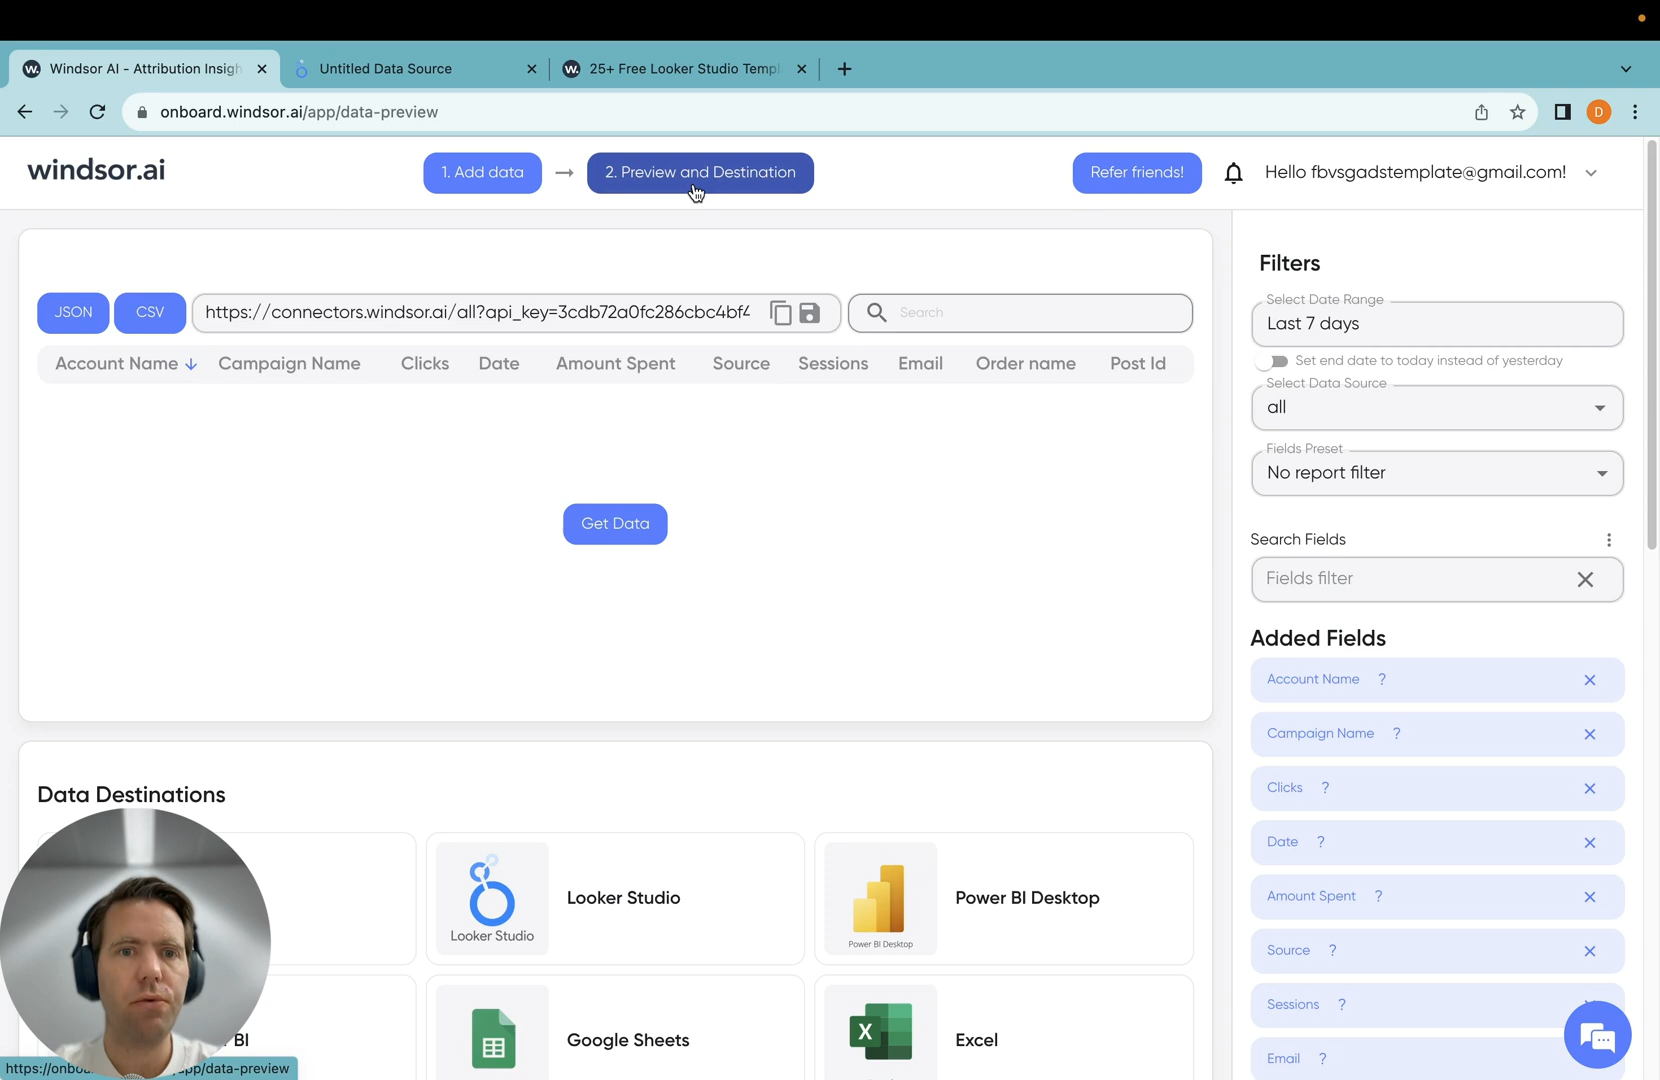 Windsor AI - Attribution Insigh
Untitled Data Source
25+ Free Looker Studio Templ
onboard.windsor.ai/app/data-preview
D
windsor.ai
1. Add data
2. Preview and Destination
Refer friends!
Hello fbvsgadstemplate@gmail.com!
JSON
CSV
https://connectors.windsor.ai/all?api_key=3cdb72a0fc286cbc4bf4
Search
Account Name
Campaign Name
Clicks
Date
Amount Spent
Source
Sessions
Email
Order name
Post Id
Get Data
Filters
Select Date Range
Last 7 days
Set end date to today instead of yesterday
Select Data Source
all
Fields Preset
No report filter
Search Fields
Fields filter
Added Fields
Account Name ?
Campaign Name ?
Clicks ?
Date ?
Amount Spent ?
Source ?
Sessions ?
Email ?
Data Destinations
Looker Studio
Looker Studio
Power BI Desktop
Power BI Desktop
BI
Google Sheets
X
Excel
https://onboa
app/data-preview